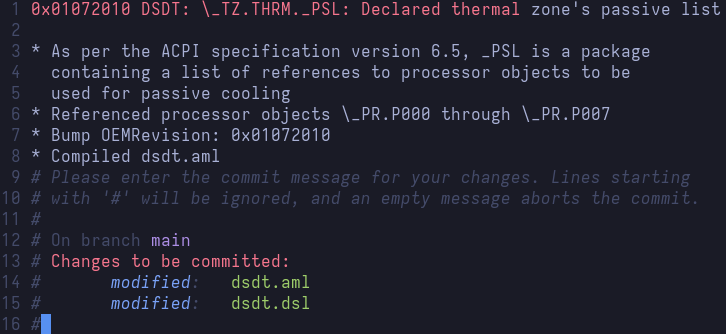 1 0x01072010 DSDT: \_TZ.THRM._PSL: Declared thermal zone's passive list
2
3 * As per the ACPI specification version 6.5, _PSL is a package
4 containing a list of references to processor objects to be
5 used for passive cooling
6 * Referenced processor objects \_PR.P000 through \_PR.P007
7 * Bump OEMRevision: 0x01072010
8 * Compiled dsdt.aml
9 # Please enter the commit message for your changes. Lines starting
10 # with '#' will be ignored, and an empty message aborts the commit.
11 #
12 # On branch main
13 # Changes to be committed:
14 # modified: dsdt.aml
15 # modified: dsdt.dsl
16 #